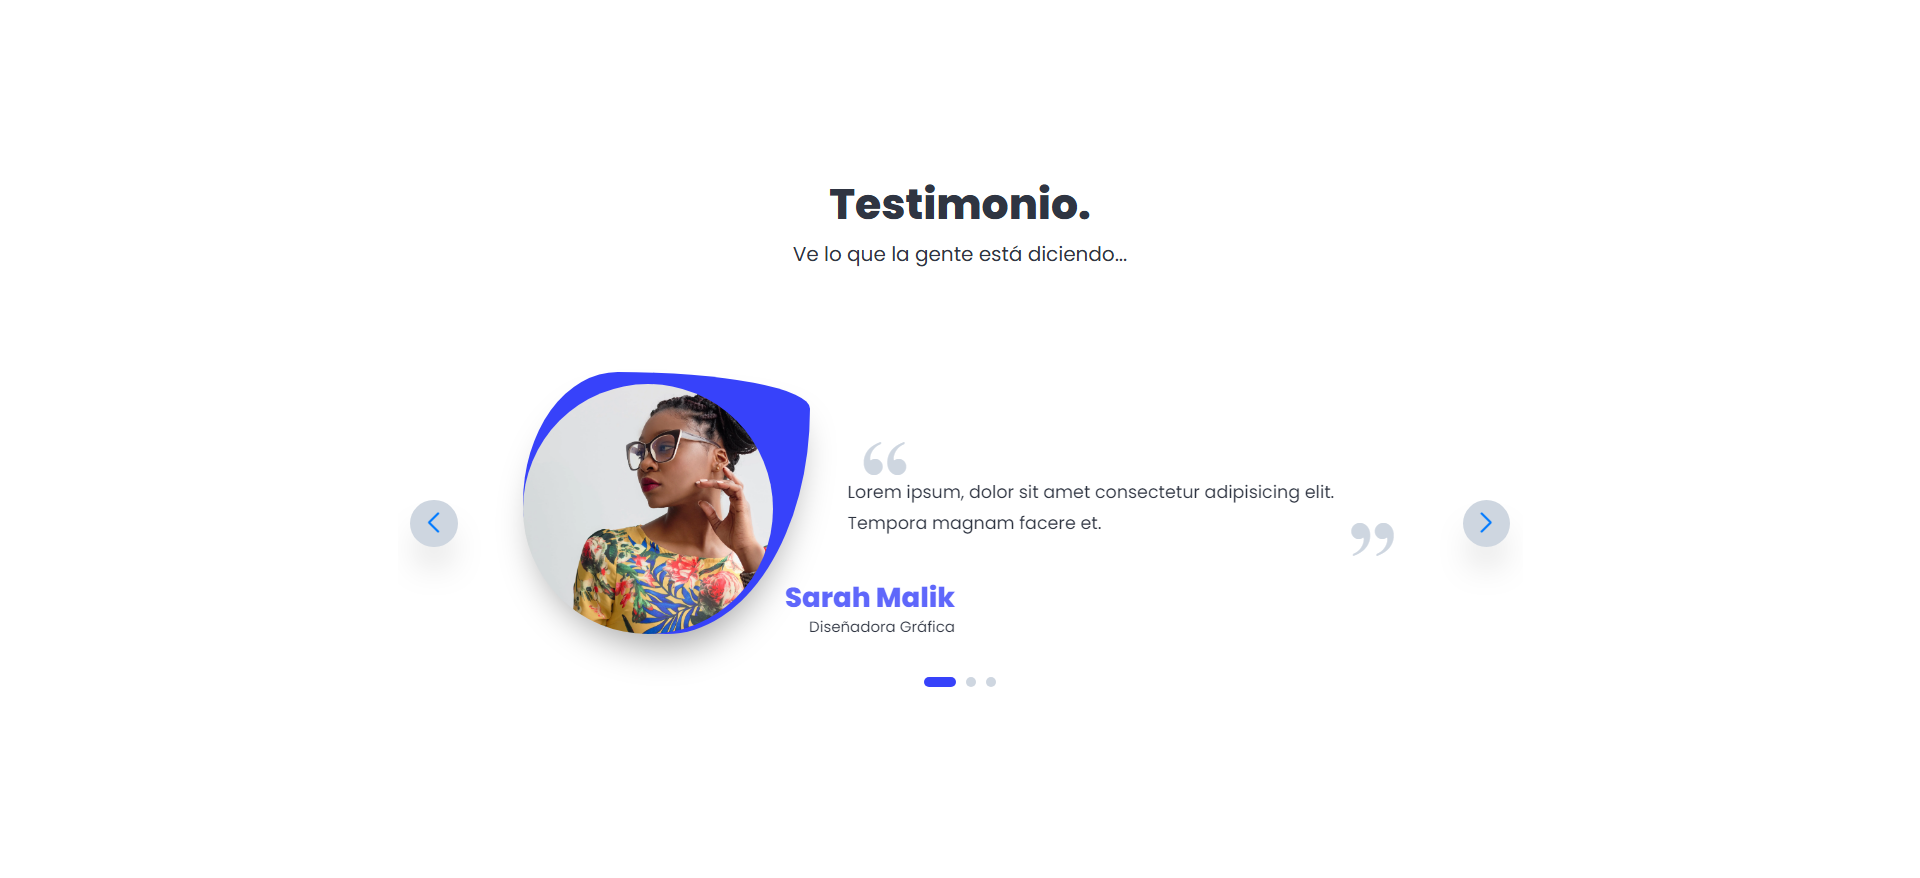 Testimonio.
Ve lo que la gente está diciendo...
“
Lorem ipsum, dolor sit amet consectetur adipisicing elit.
Tempora magnam facere et.
”
Sarah Malik
Diseñadora Gráfica